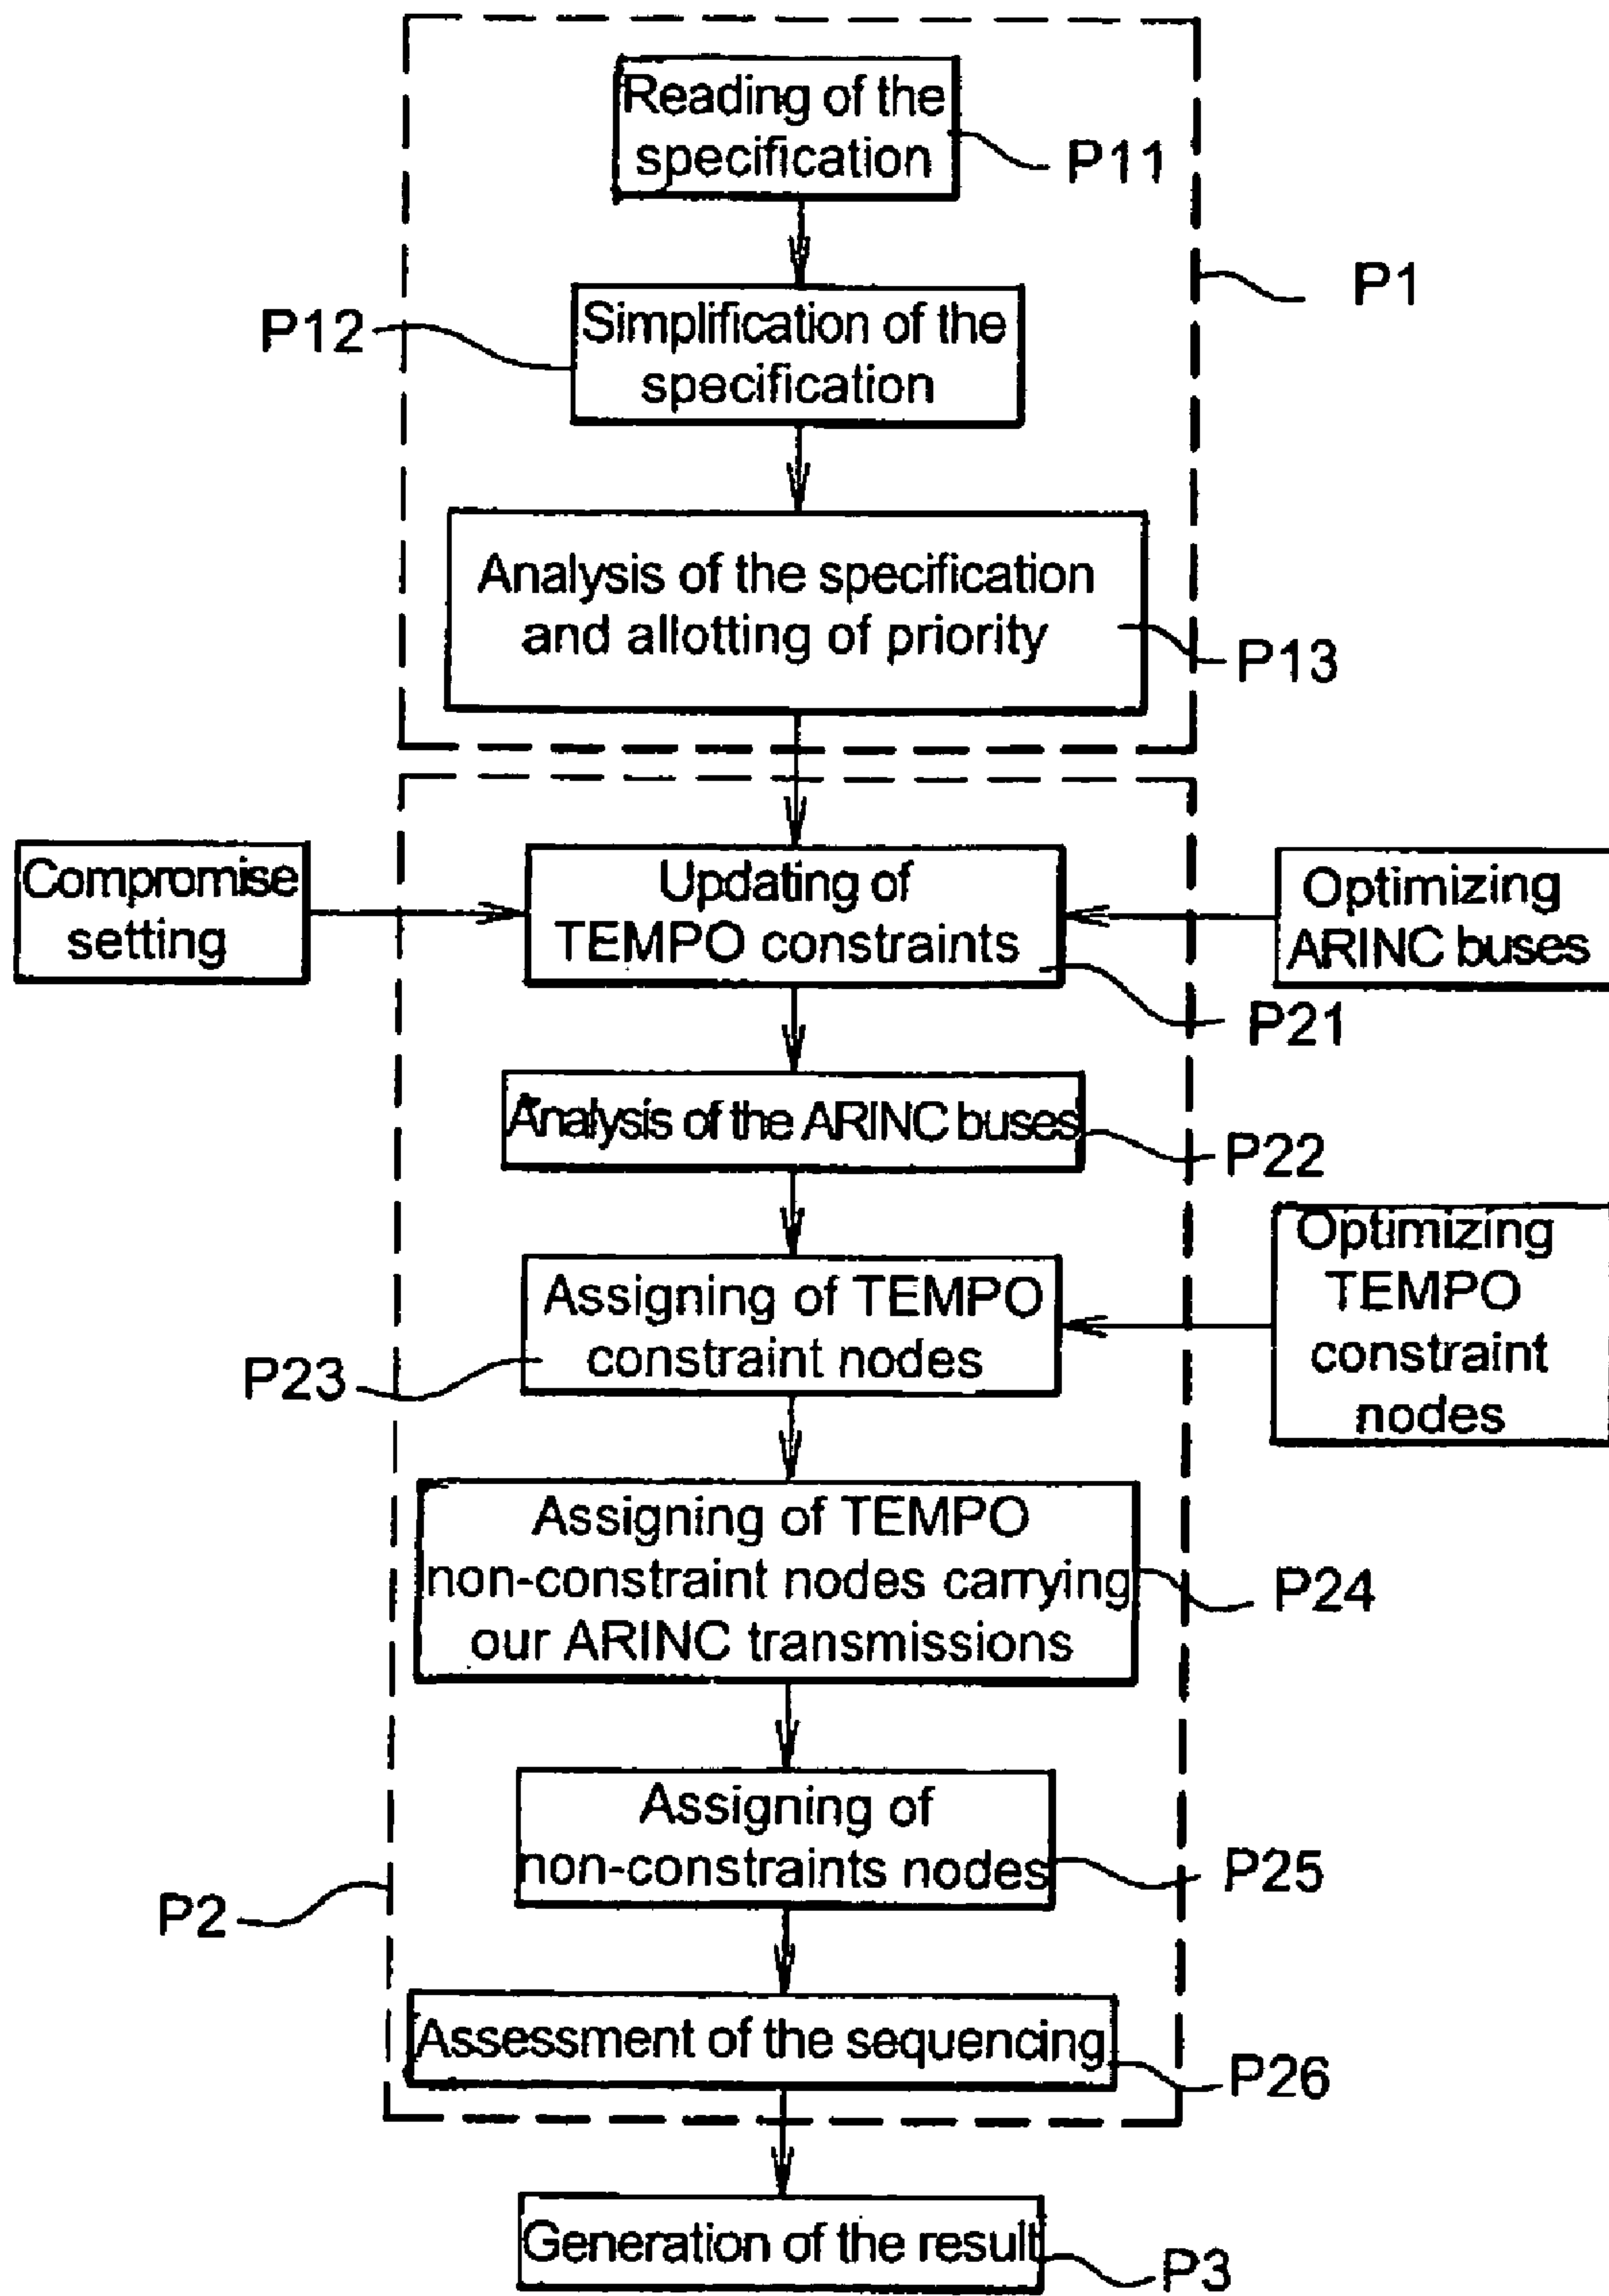 Reading of the
specification
P11
P1
Simplification of the
specification
P12
Analysis of the specification
and allotting of priority
P13
Compromise
setting
Updating of
TEMPO constraints
Optimizing
ARINC buses
P21
Analysis of the ARINC buses
P22
Assigning of TEMPO
constraint nodes
P23
Optimizing
TEMPO
constraint
nodes
Assigning of TEMPO
non-constraint nodes carrying
our ARINC transmissions
P24
Assigning of
non-constraints nodes
P25
P2
Assessment of the sequencing
P26
Generation of the result
P3